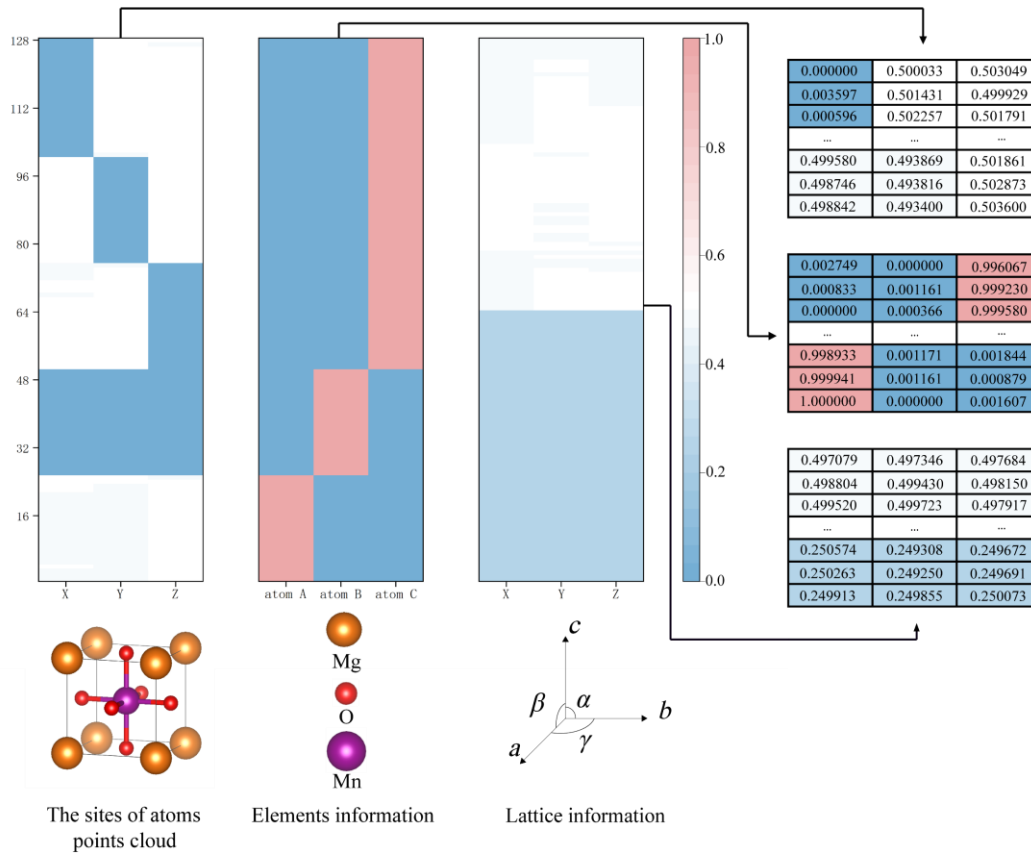 128
112
96
80
64
48
32
16
X Y Z
atom A atom B atom C
X Y Z
1.0
0.8
0.6
0.4
0.2
0.0
0.000000 0.500033 0.503049
0.003597 0.501431 0.499929
0.000596 0.502257 0.501791
... ... ...
0.499580 0.493869 0.501861
0.498746 0.493816 0.502873
0.498842 0.493400 0.503600
0.002749 0.000000 0.996067
0.000833 0.001161 0.999230
0.000000 0.000366 0.999580
... ... ...
0.998933 0.001171 0.001844
0.999941 0.001161 0.000879
1.000000 0.000000 0.001607
0.497079 0.497346 0.497684
0.498804 0.499430 0.498150
0.499520 0.499723 0.497917
... ... ...
0.250574 0.249308 0.249672
0.250263 0.249250 0.249691
0.249913 0.249855 0.250073
Mg
O
Mn
c
β α
b
a γ
The sites of atoms
points cloud
Elements information
Lattice information